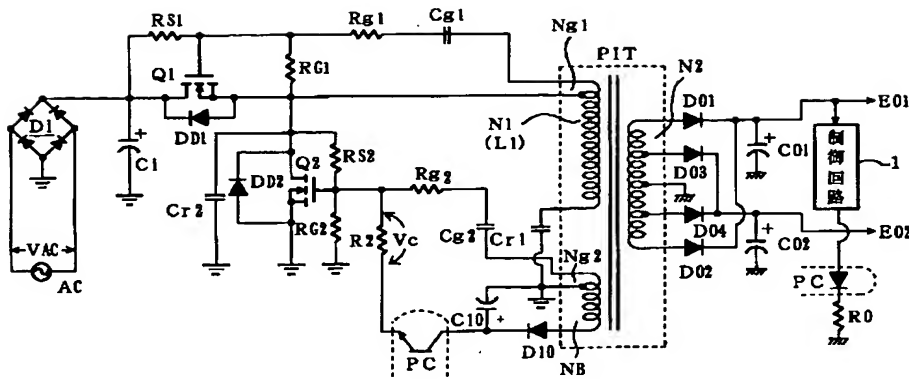 RS1
Rg1
Cg1
Ng1
PIT
N2
Q1
RG1
D01
E01
D1
DD1
N1
(L1)
C01
制御回路
1
C1
Q2
RS2
D03
Cr2
DD2
Rg2
VAC
RG2
R2
Vc
Cg2
Cr1
Ng2
D04
C02
E02
D02
AC
PC
C10
D10
NB
PC
R0
+
+
+
+